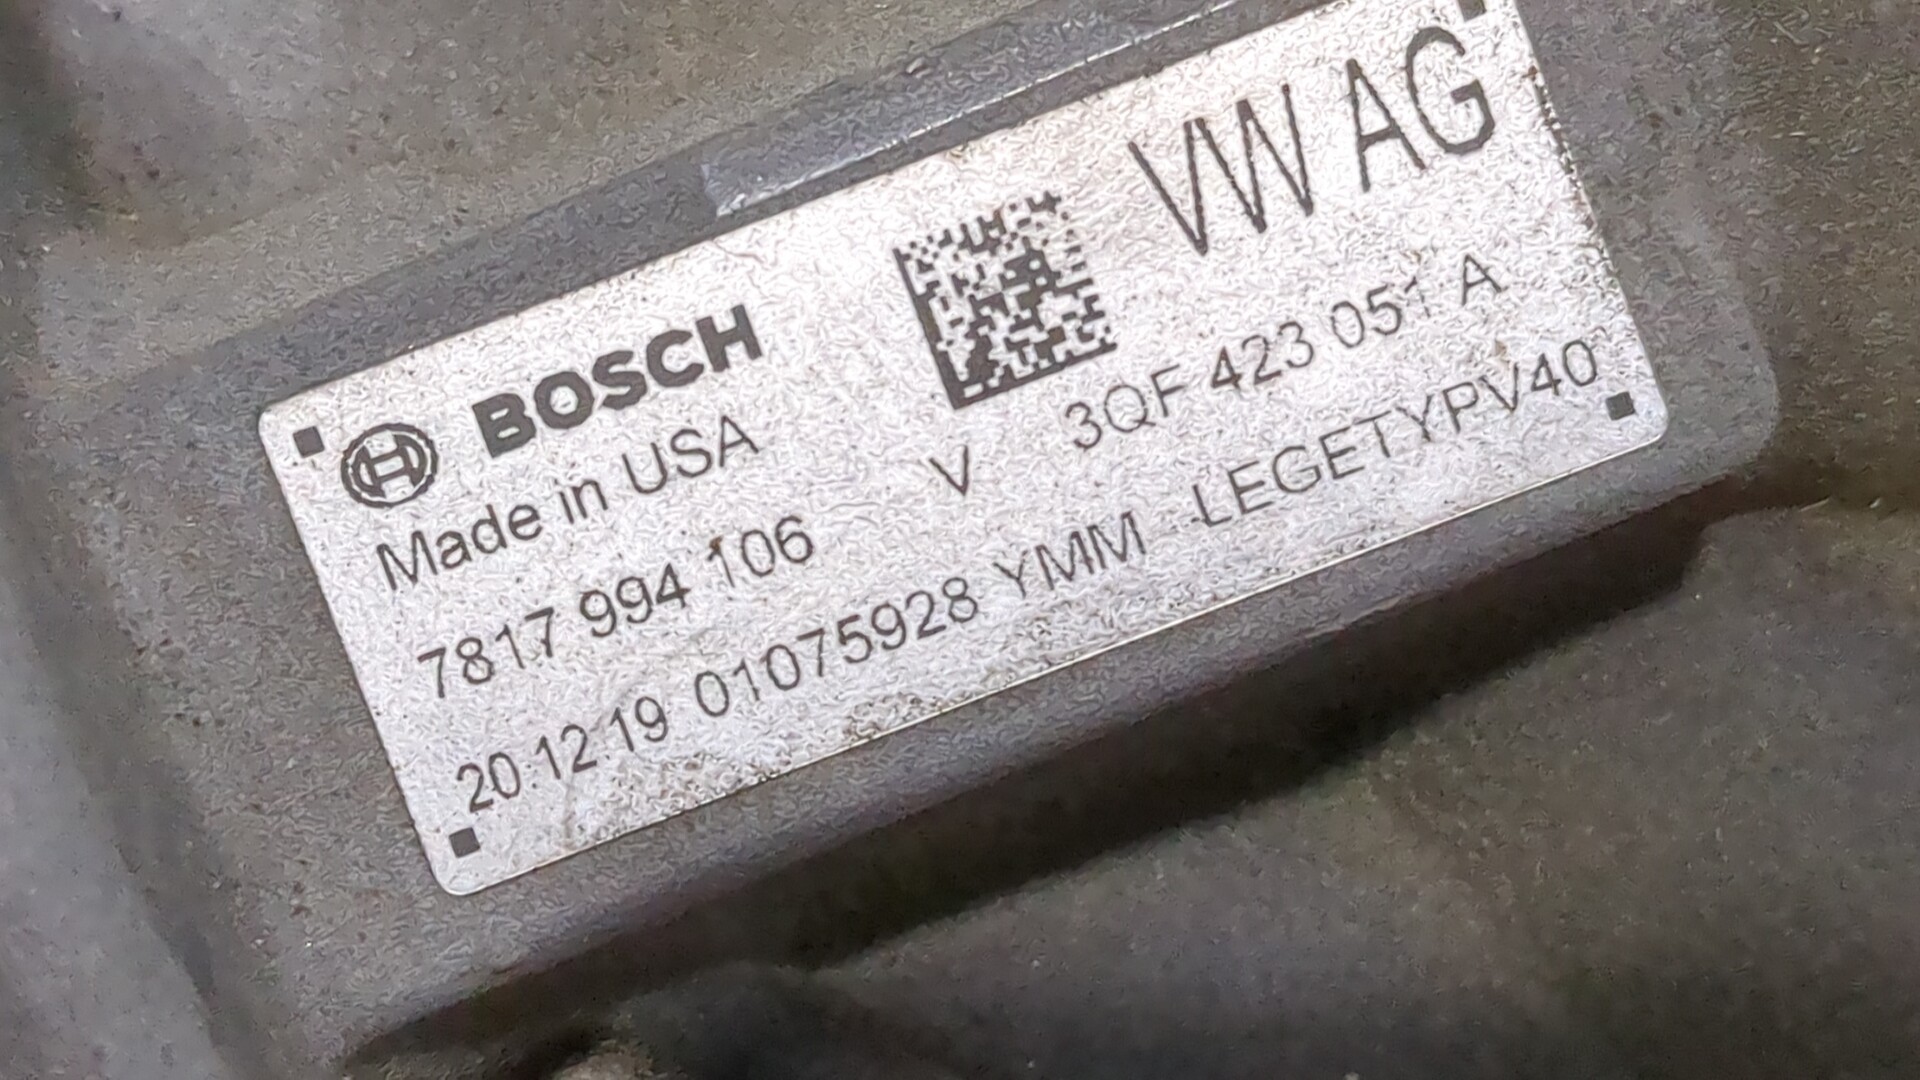 VW AG
BOSCH
Made in USA
3QF 423 051 A
7817 994 106 V
20 12 19 01075928 YMM LEGETYPV40